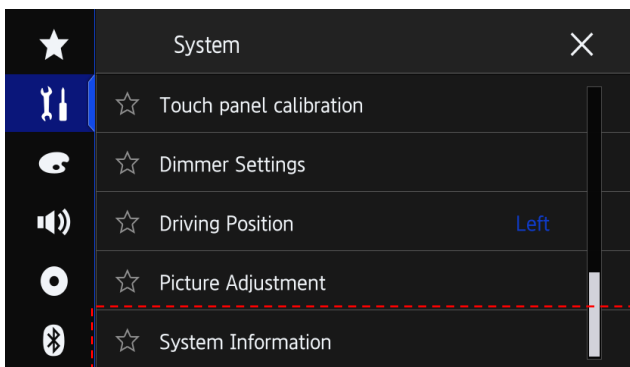 System
Touch panel calibration
Dimmer Settings
Driving Position Left
Picture Adjustment
System Information